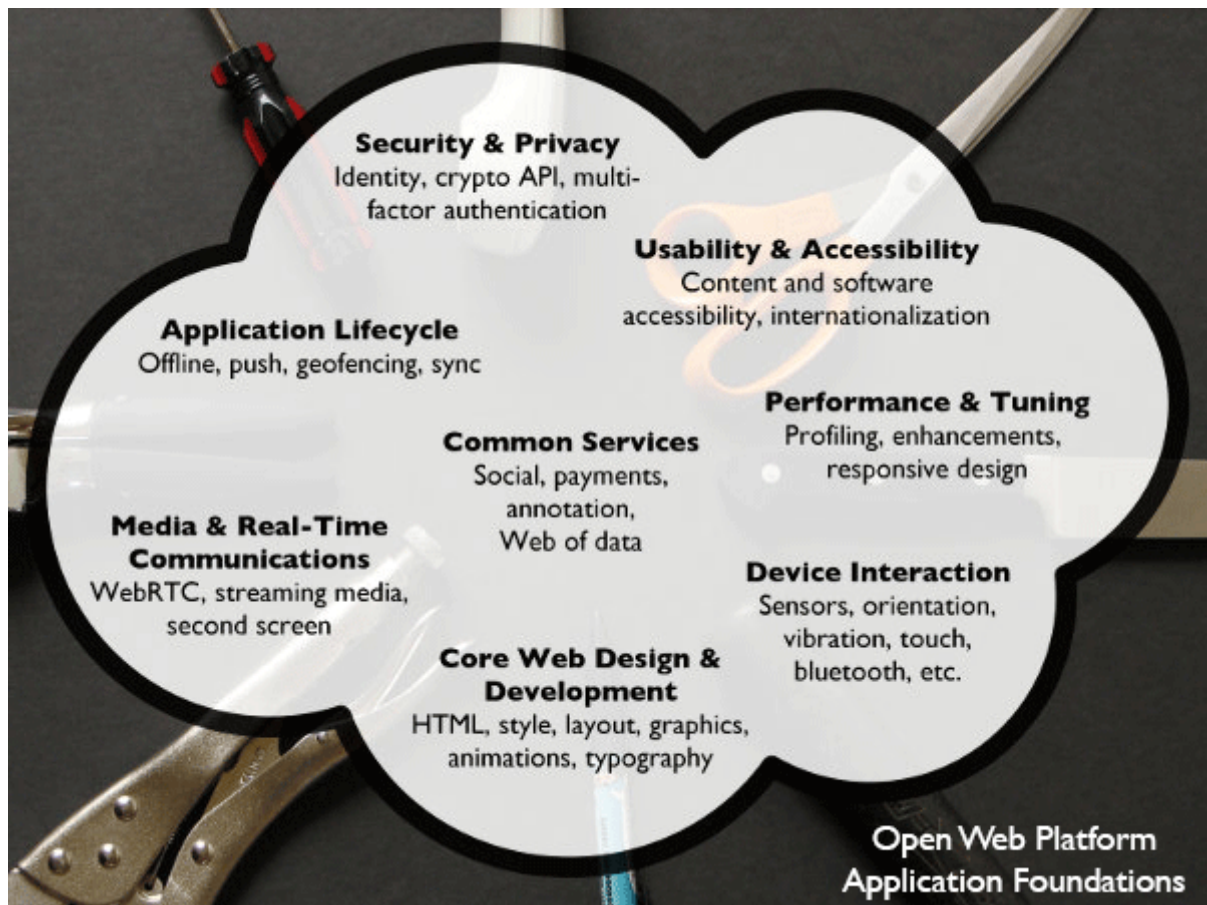 Security & Privacy
Identity, crypto API, multi-
factor authentication
Usability & Accessibility
Content and software
accessibility, internationalization
Application Lifecycle
Offline, push, geofencing, sync
Performance & Tuning
Profiling, enhancements,
responsive design
Common Services
Social, payments,
annotation,
Web of data
Media & Real-Time
Communications
WebRTC, streaming media,
second screen
Device Interaction
Sensors, orientation,
vibration, touch,
bluetooth, etc.
Core Web Design &
Development
HTML, style, layout, graphics,
animations, typography
Open Web Platform
Application Foundations